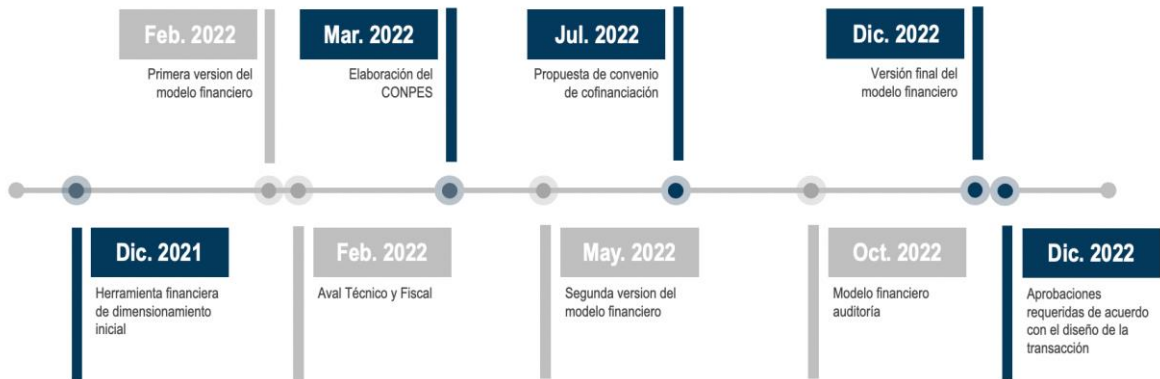 Feb. 2022
Primera version del
modelo financiero
Mar. 2022
Elaboración del
CONPES
Jul. 2022
Propuesta de convenio
de cofinanciación
Dic. 2022
Versión final del
modelo financiero
Dic. 2021
Herramienta financiera
de dimensionamiento
inicial
Feb. 2022
Aval Técnico y Fiscal
May. 2022
Segunda version del
modelo financiero
Oct. 2022
Modelo financiero
auditoría
Dic. 2022
Aprobaciones
requeridas de acuerdo
con el diseño de la
transacción